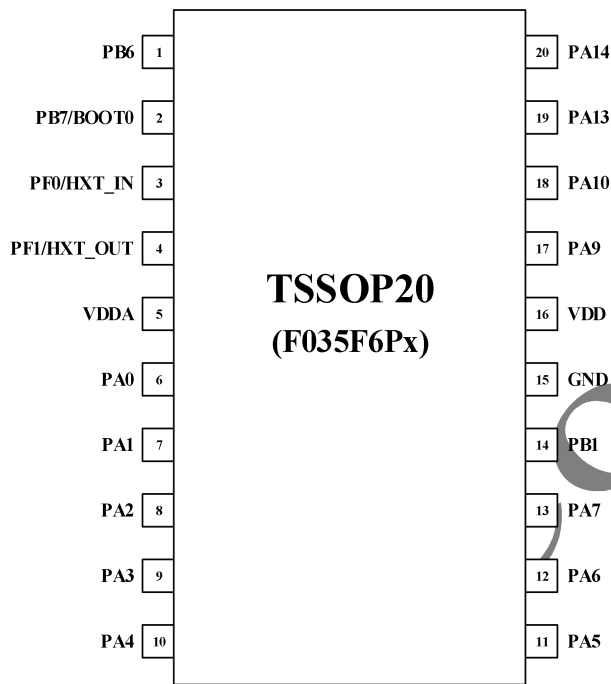 PB6 1 20 PA14
PB7/BOOT0 2 19 PA13
PF0/HXT_IN 3 18 PA10
PF1/HXT_OUT 4 17 PA9
TSSOP20
(F035F6Px)
VDDA 5 16 VDD
PA0 6 15 GND
PA1 7 14 PB1
PA2 8 13 PA7
PA3 9 12 PA6
PA4 10 11 PA5